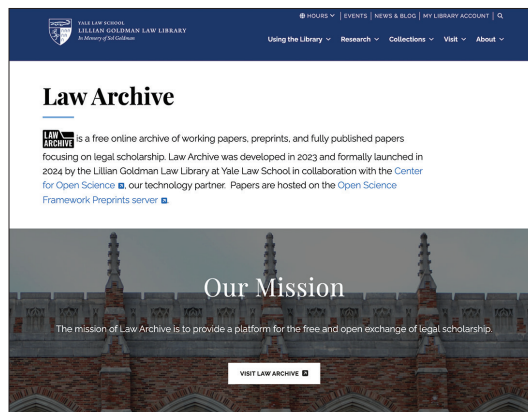 HOURS | EVENTS | NEWS & BLOG | MY LIBRARY ACCOUNT |
YALE LAW SCHOOL
LILLIAN GOLDMAN LAW LIBRARY
In Memory of Sol Goldman
Using the Library Research Collections Visit About
Law Archive
LAW ARCHIVE is a free online archive of working papers, preprints, and fully published papers
focusing on legal scholarship. Law Archive was developed in 2023 and formally launched in
2024 by the Lillian Goldman Law Library at Yale Law School in collaboration with the Center
for Open Science, our technology partner. Papers are hosted on the Open Science
Framework Preprints server.
Our Mission
The mission of Law Archive is to provide a platform for the free and open exchange of legal scholarship.
VISIT LAW ARCHIVE